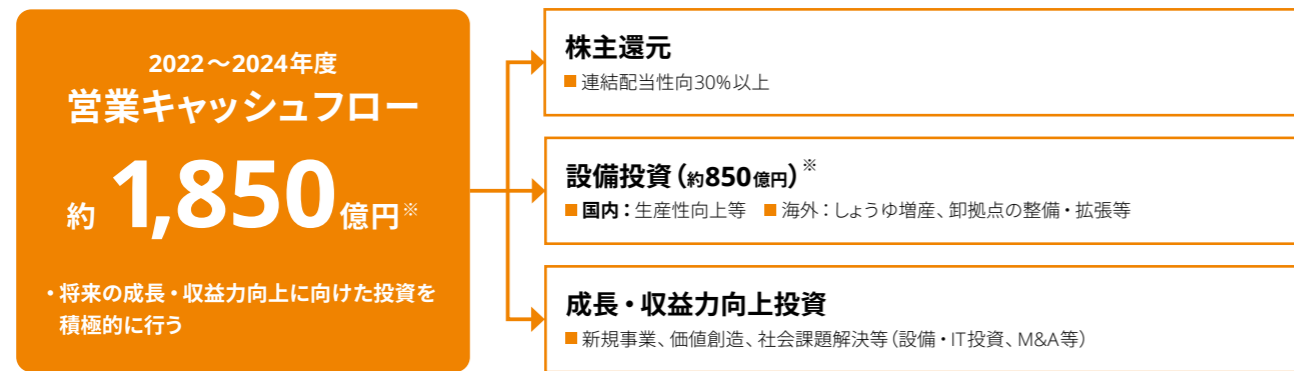 2022～2024年度
営業キャッシュフロー
約 1,850億円※
・将来の成長・収益力向上に向けた投資を
積極的に行う
株主還元
■ 連結配当性向30%以上
設備投資（約850億円）※
■ 国内：生産性向上等 ■ 海外：しょうゆ増産、卸拠点の整備・拡張等
成長・収益力向上投資
■ 新規事業、価値創造、社会課題解決等（設備・IT投資、M&A等）